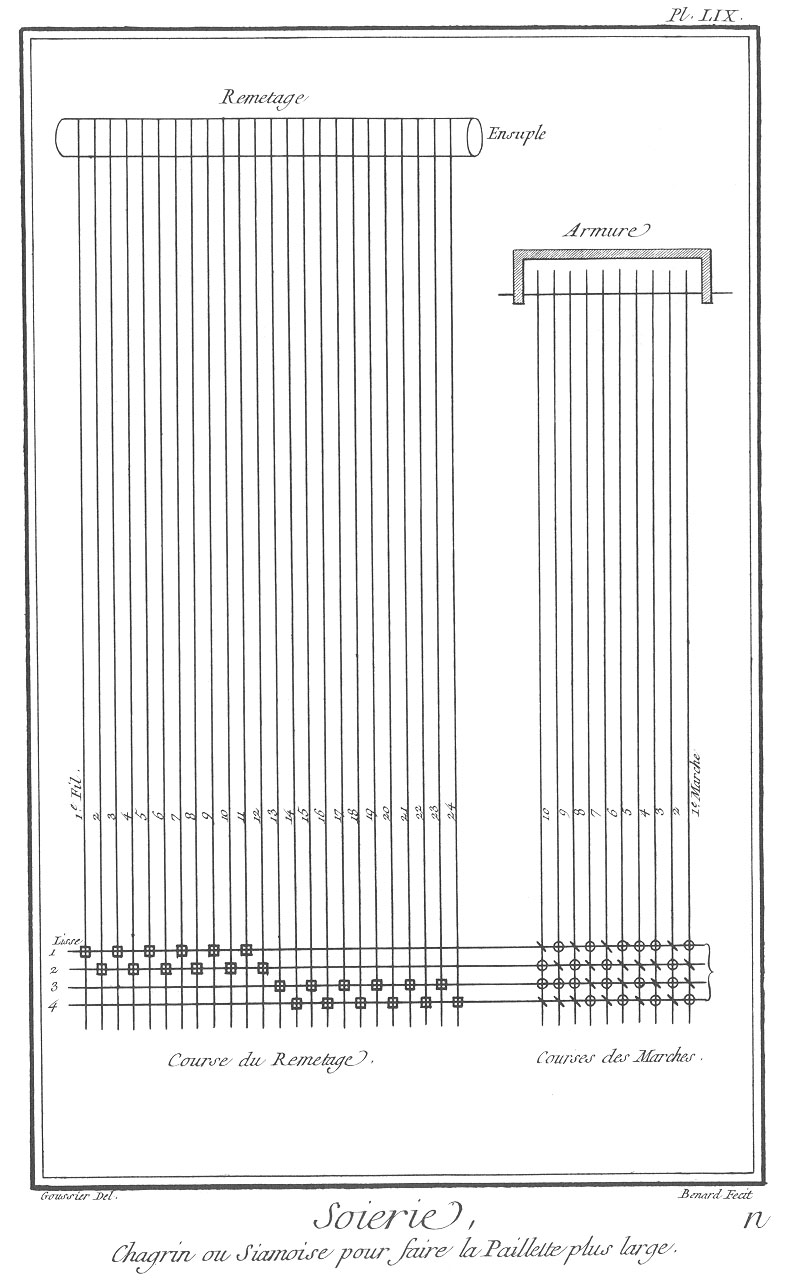 Pl. LIX.
Remetage
Ensuple
Armure
1.e Fil.
2
3
4
5
6
7
8
9
10
11
12
13
14
15
16
17
18
19
20
21
22
23
24
10
9
8
7
6
5
4
3
2
1.e Marche
Lisse
1
2
3
4
Course du Remetage.
Courses des Marches.
Goussier Del.
Benard Fecit
Soierie,
n
Chagrin ou Siamoise pour faire la Paillette plus large.